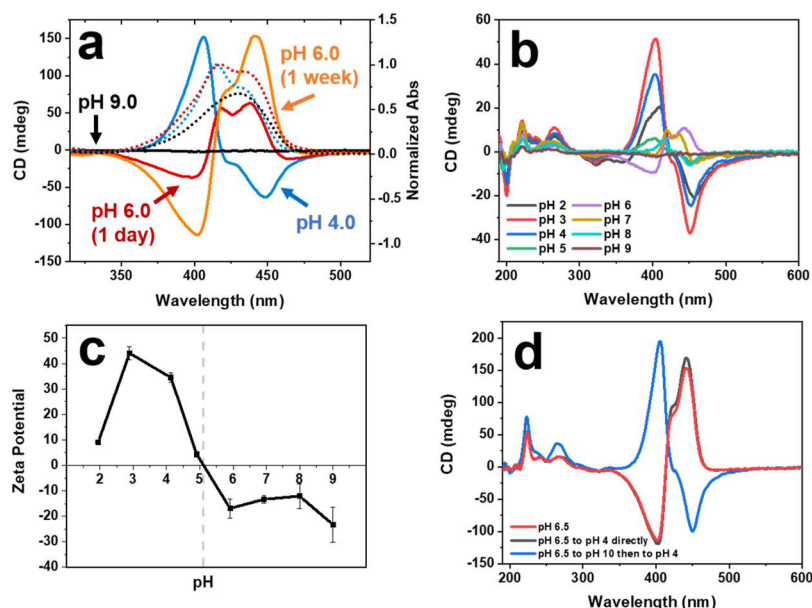 a
pH 9.0
pH 6.0
(1 week)
pH 6.0
(1 day)
pH 4.0
CD (mdeg)
150
100
50
0
-50
-100
-150
Normalized Abs
1.5
1.0
0.5
0.0
-0.5
-1.0
350 400 450 500
Wavelength (nm)
b
CD (mdeg)
60
40
20
0
-20
-40
pH 2 pH 6
pH 3 pH 7
pH 4 pH 8
pH 5 pH 9
200 300 400 500 600
Wavelength (nm)
c
Zeta Potential
50
40
30
20
10
0
-10
-20
-30
-40
2 3 4 5 6 7 8 9
pH
d
CD (mdeg)
200
150
100
50
0
-50
-100
-150
pH 6.5
pH 6.5 to pH 4 directly
pH 6.5 to pH 10 then to pH 4
200 300 400 500 600
Wavelength (nm)